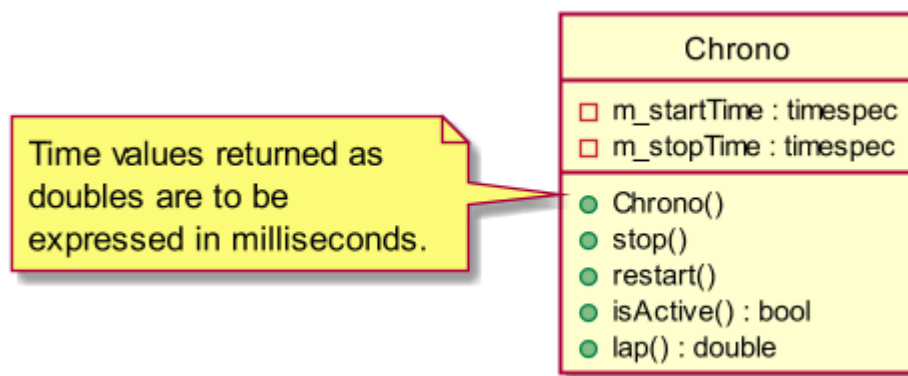 Time values returned as
doubles are to be
expressed in milliseconds.
Chrono
m_startTime : timespec
m_stopTime : timespec
Chrono()
stop()
restart()
isActive() : bool
lap() : double